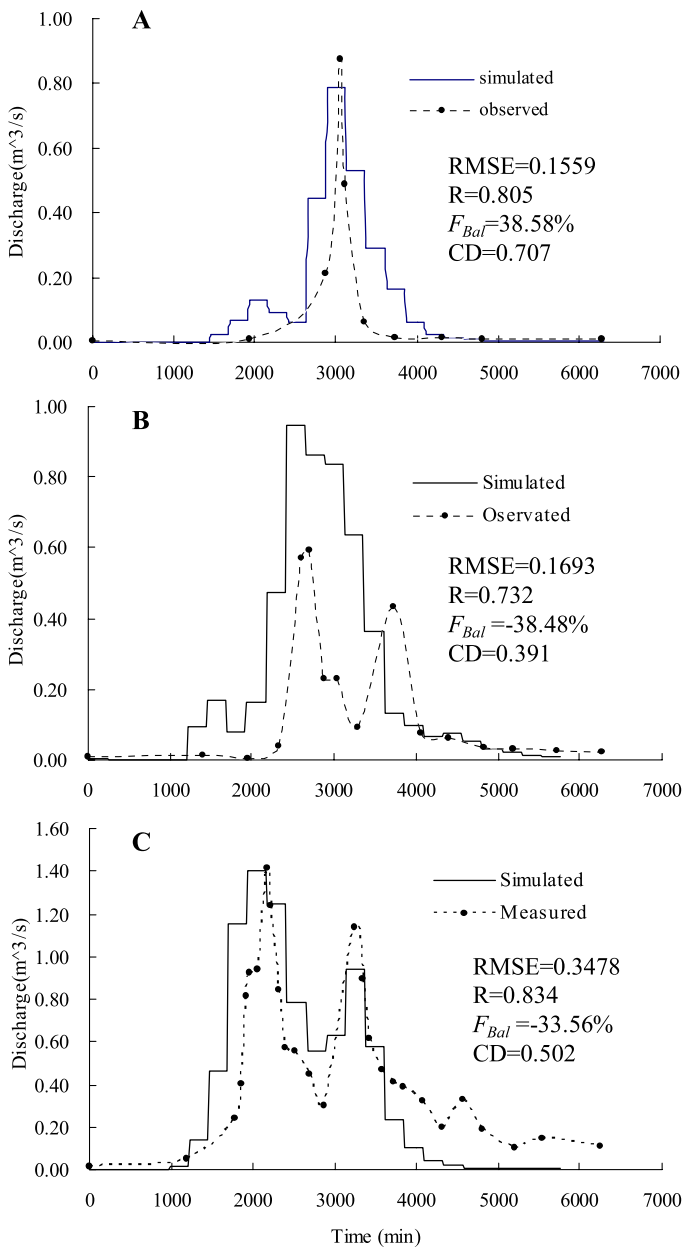 A
1.00
0.80
0.60
0.40
0.20
0.00
Discharge(m^3/s)
simulated
observed
RMSE=0.1559
R=0.805
F_Bal=38.58%
CD=0.707
0 1000 2000 3000 4000 5000 6000 7000
B
1.00
0.80
0.60
0.40
0.20
0.00
Discharge(m^3/s)
Simulated
Oservated
RMSE=0.1693
R=0.732
F_Bal =-38.48%
CD=0.391
0 1000 2000 3000 4000 5000 6000 7000
C
1.60
1.40
1.20
1.00
0.80
0.60
0.40
0.20
0.00
Discharge(m^3/s)
Simulated
Measured
RMSE=0.3478
R=0.834
F_Bal =-33.56%
CD=0.502
0 1000 2000 3000 4000 5000 6000 7000
Time (min)